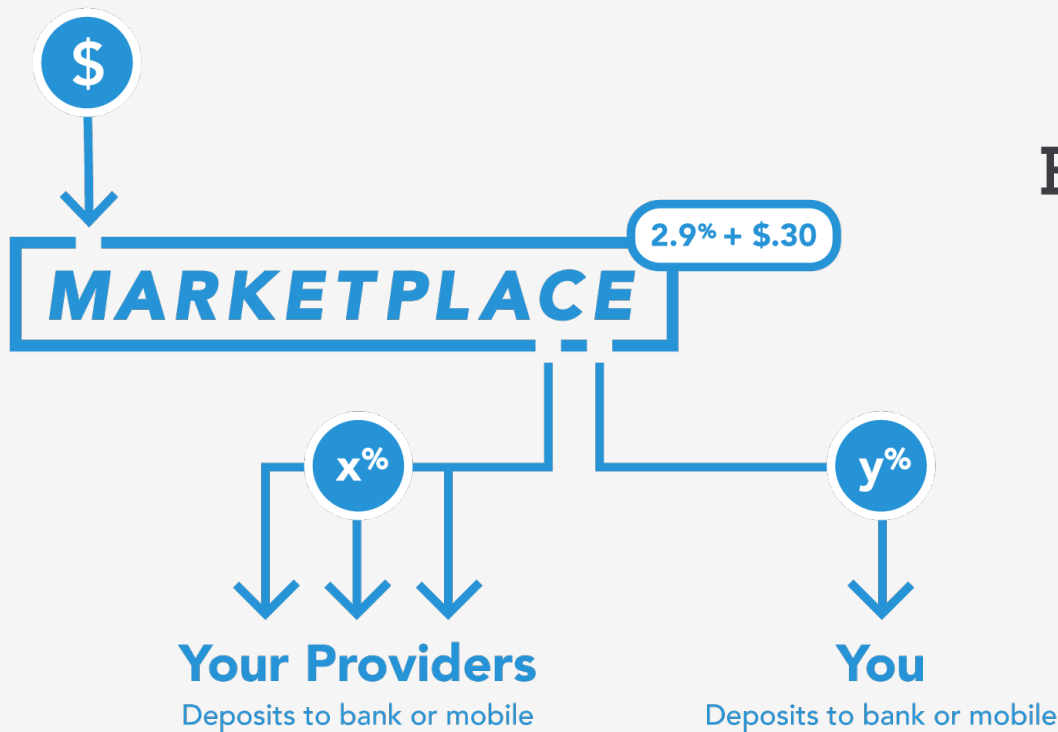 $
2.9% + $.30
MARKETPLACE
x%
y%
Your Providers
You
Deposits to bank or mobile
Deposits to bank or mobile